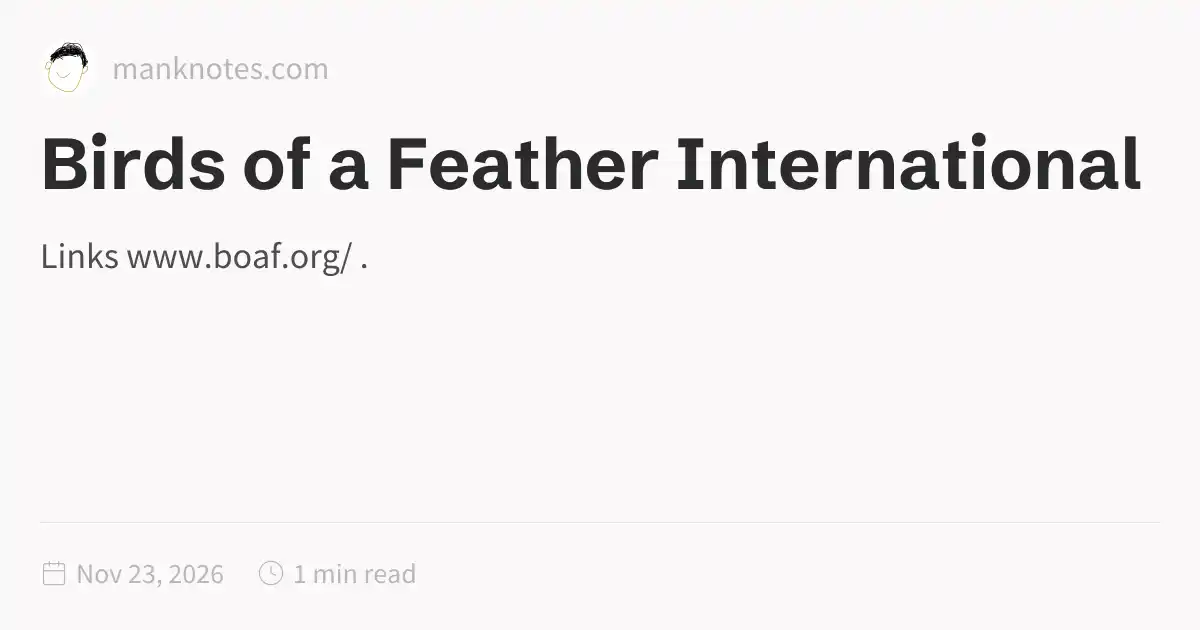 manknotes.com
Birds of a Feather International
Links www.boaf.org/ .
Nov 23, 2026 1 min read